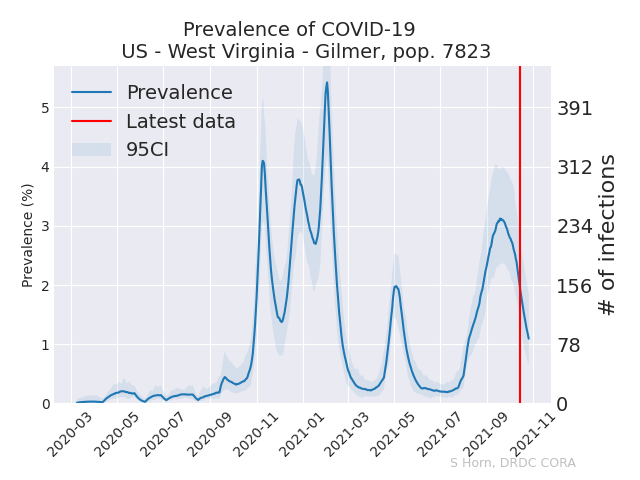 Prevalence of COVID-19
US - West Virginia - Gilmer, pop. 7823
Prevalence
Latest data
95CI
Prevalence (%)
5
4
3
2
1
0
391
312
234
156
78
0
# of infections
2020-03
2020-05
2020-07
2020-09
2020-11
2021-01
2021-03
2021-05
2021-07
2021-09
2021-11
S Horn, DRDC CORA